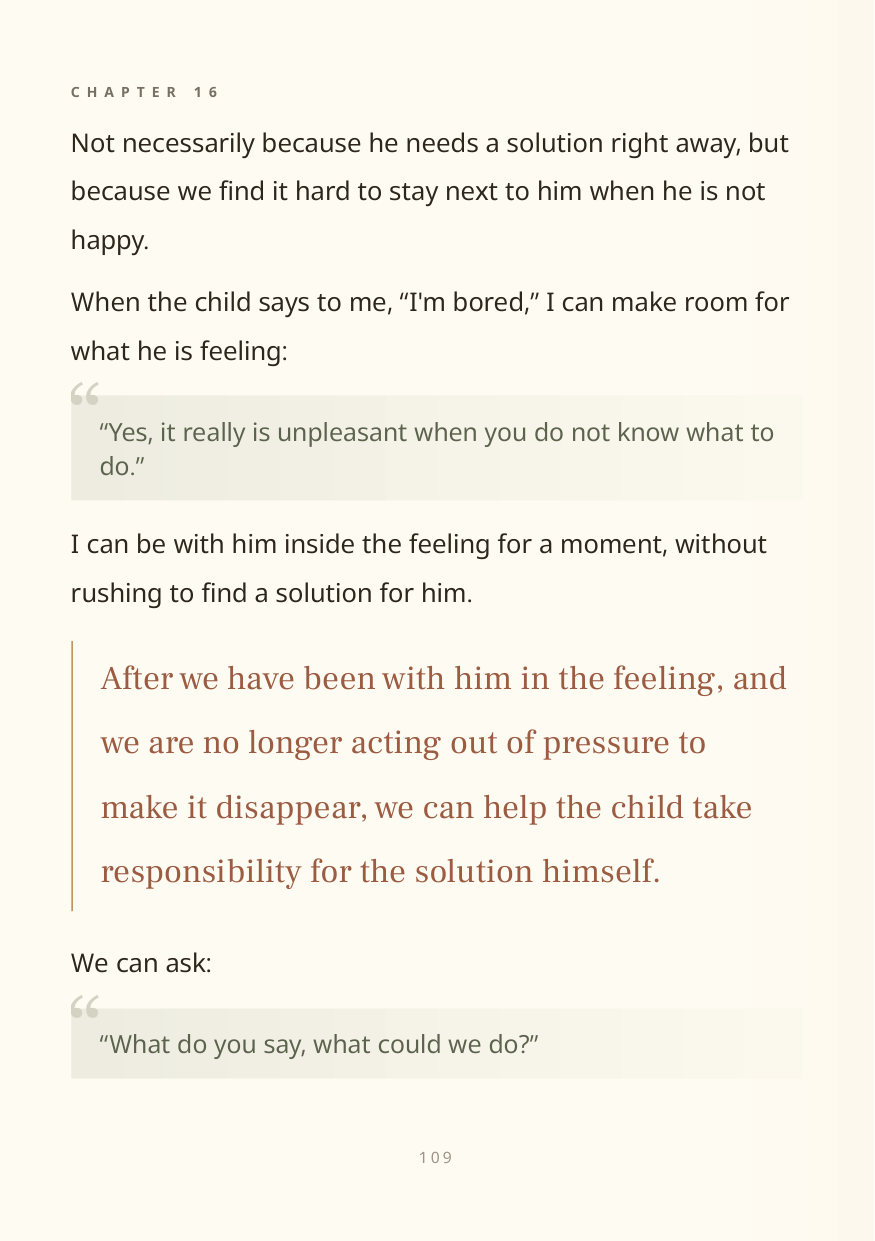 CHAPTER 16
Not necessarily because he needs a solution right away, but
because we find it hard to stay next to him when he is not
happy.
When the child says to me, “I'm bored,” I can make room for
what he is feeling:
“
“Yes, it really is unpleasant when you do not know what to
do.”
I can be with him inside the feeling for a moment, without
rushing to find a solution for him.
After we have been with him in the feeling, and
we are no longer acting out of pressure to
make it disappear, we can help the child take
responsibility for the solution himself.
We can ask:
“
“What do you say, what could we do?”
109